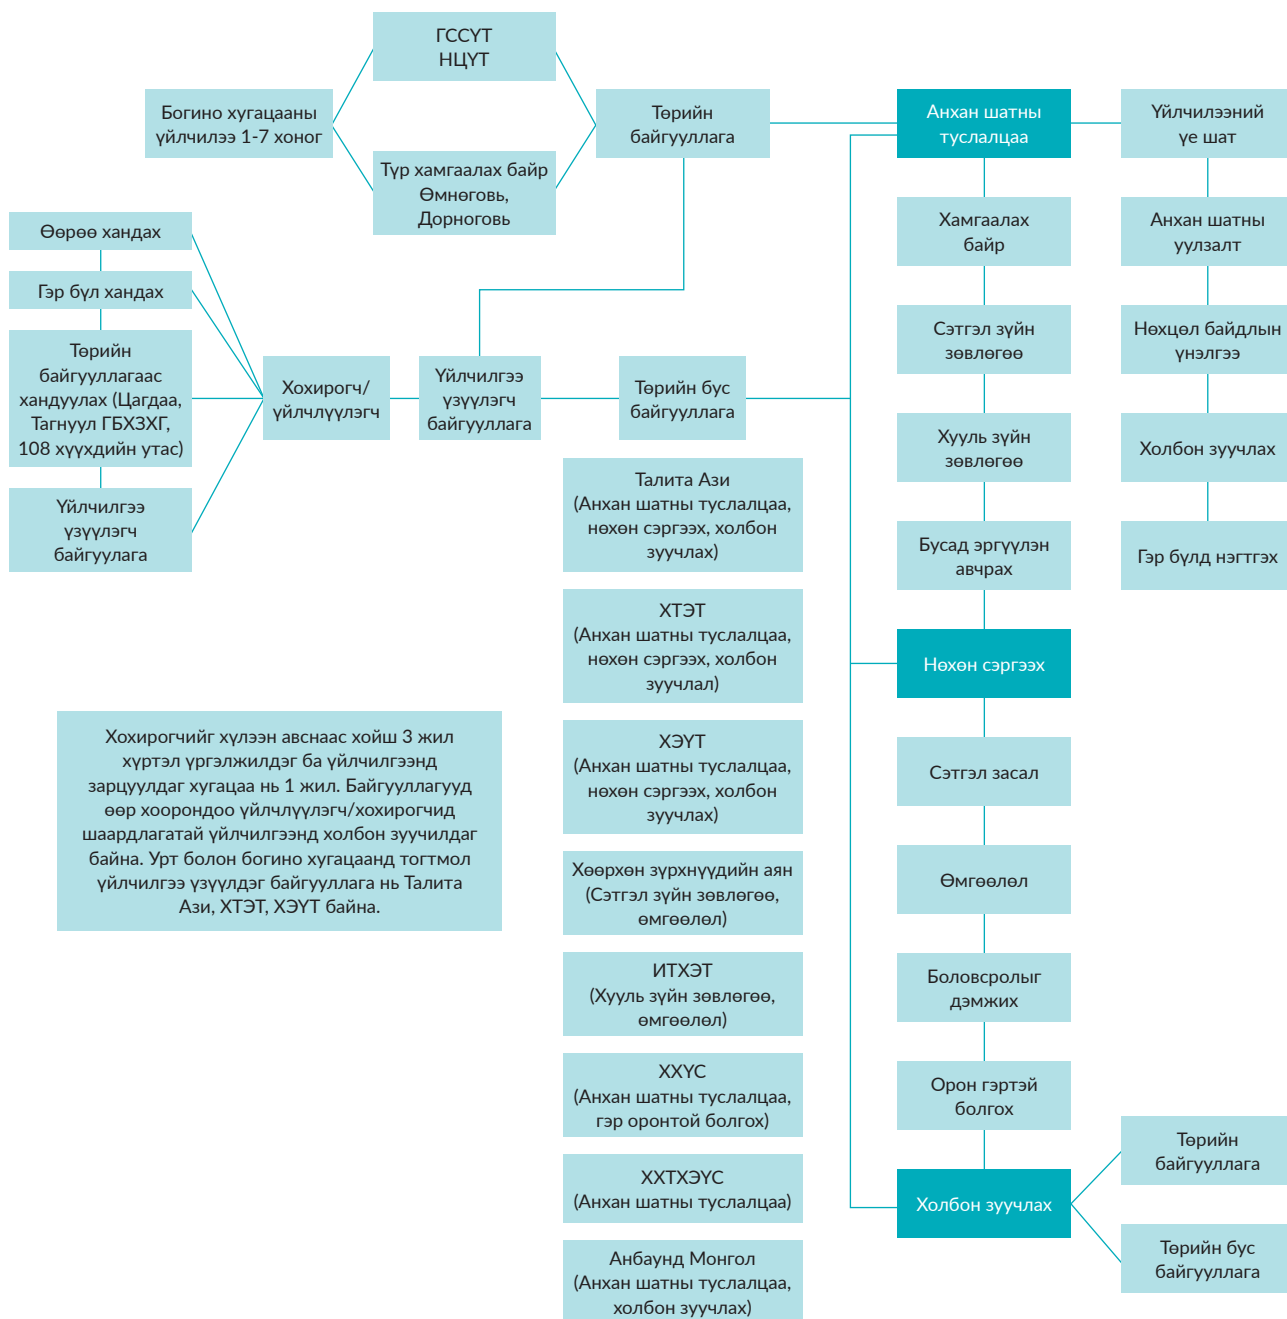 ГССҮТ
НЦҮТ
Богино хугацааны
үйлчилээ 1-7 хоног
Түр хамгаалах байр
Өмнөговь,
Дорноговь
Төрийн
байгууллага
Анхан шатны
туслалцаа
Үйлчилээний
үе шат
Өөрөө хандах
Гэр бүл хандах
Төрийн
байгууллагаас
хандуулах (Цагдаа,
Тагнуул ГБХЗХГ,
108 хүүхдийн утас)
Үйлчилгээ
үзүүлэгч
байгуулага
Хохирогч/
үйлчлүүлэгч
Үйлчилгээ
үзүүлэгч
байгууллага
Төрийн бус
байгууллага
Талита Ази
(Анхан шатны туслалцаа,
нөхөн сэргээх, холбон
зуучлах)
ХТЭТ
(Анхан шатны туслалцаа,
нөхөн сэргээх, холбон
зуучлал)
ХЭҮТ
(Анхан шатны туслалцаа,
нөхөн сэргээх, холбон
зуучлах)
Хөөрхөн зүрхнүүдийн аян
(Сэтгэл зүйн зөвлөгөө,
өмгөөлөл)
ИТХЭТ
(Хууль зүйн зөвлөгөө,
өмгөөлөл)
ХХҮС
(Анхан шатны туслалцаа,
гэр оронтой болгох)
ХХТХЭҮС
(Анхан шатны туслалцаа)
Анбаунд Монгол
(Анхан шатны туслалцаа,
холбон зуучлах)
Хохирогчийг хүлээн авснаас хойш 3 жил
хүртэл үргэлжилдэг ба үйлчилгээнд
зарцуулдаг хугацаа нь 1 жил. Байгууллагууд
өөр хоорондоо үйлчлүүлэгч/хохирогчид
шаардлагатай үйлчилгээнд холбон зуучилдаг
байна. Урт болон богино хугацаанд тогтмол
үйлчилгээ үзүүлдэг байгууллага нь Талита
Ази, ХТЭТ, ХЭҮТ байна.
Хамгаалах
байр
Сэтгэл зүйн
зөвлөгөө
Хууль зүйн
зөвлөгөө
Бусад эргүүлэн
авчрах
Нөхөн сэргээх
Сэтгэл засал
Өмгөөлөл
Боловсролыг
дэмжих
Орон гэртэй
болгох
Холбон зуучлах
Анхан шатны
уулзалт
Нөхцөл байдлын
үнэлгээ
Холбон зуучлах
Гэр бүлд нэгтгэх
Төрийн
байгууллага
Төрийн бус
байгууллага